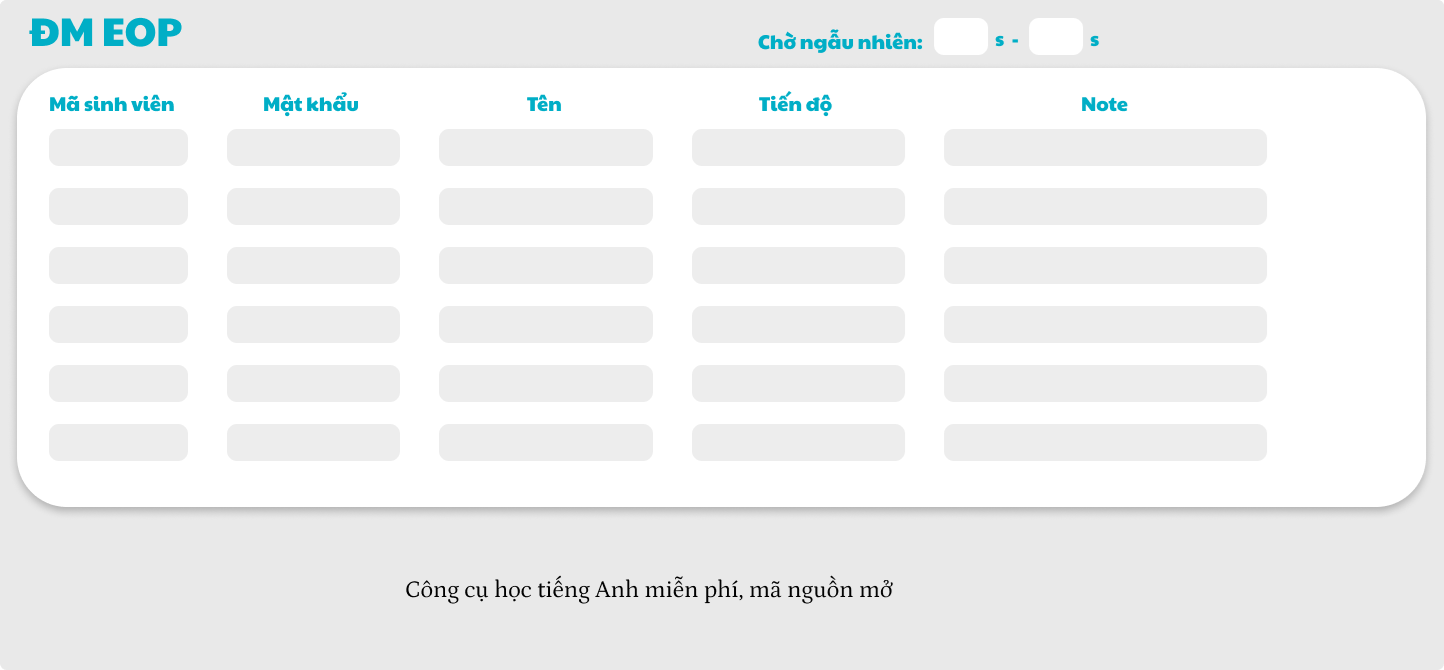 ĐM EOP
Chờ ngẫu nhiên: s - s
Mã sinh viên Mật khẩu Tên Tiến độ Note
Công cụ học tiếng Anh miễn phí, mã nguồn mở